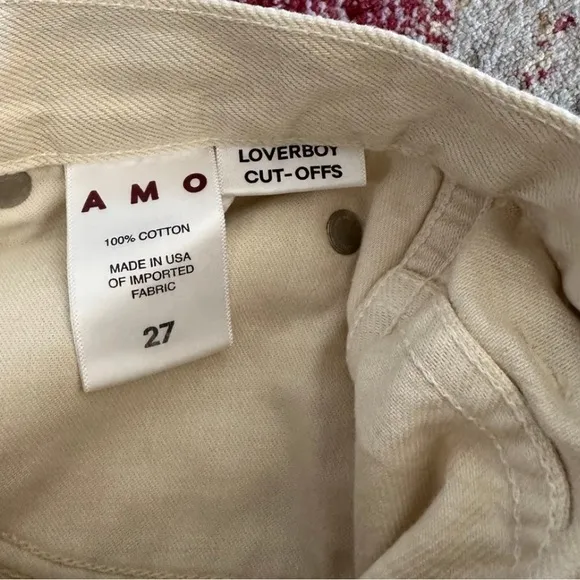 AMO
100% COTTON
MADE IN USA
OF IMPORTED
FABRIC
27
LOVERBOY
CUT-OFFS